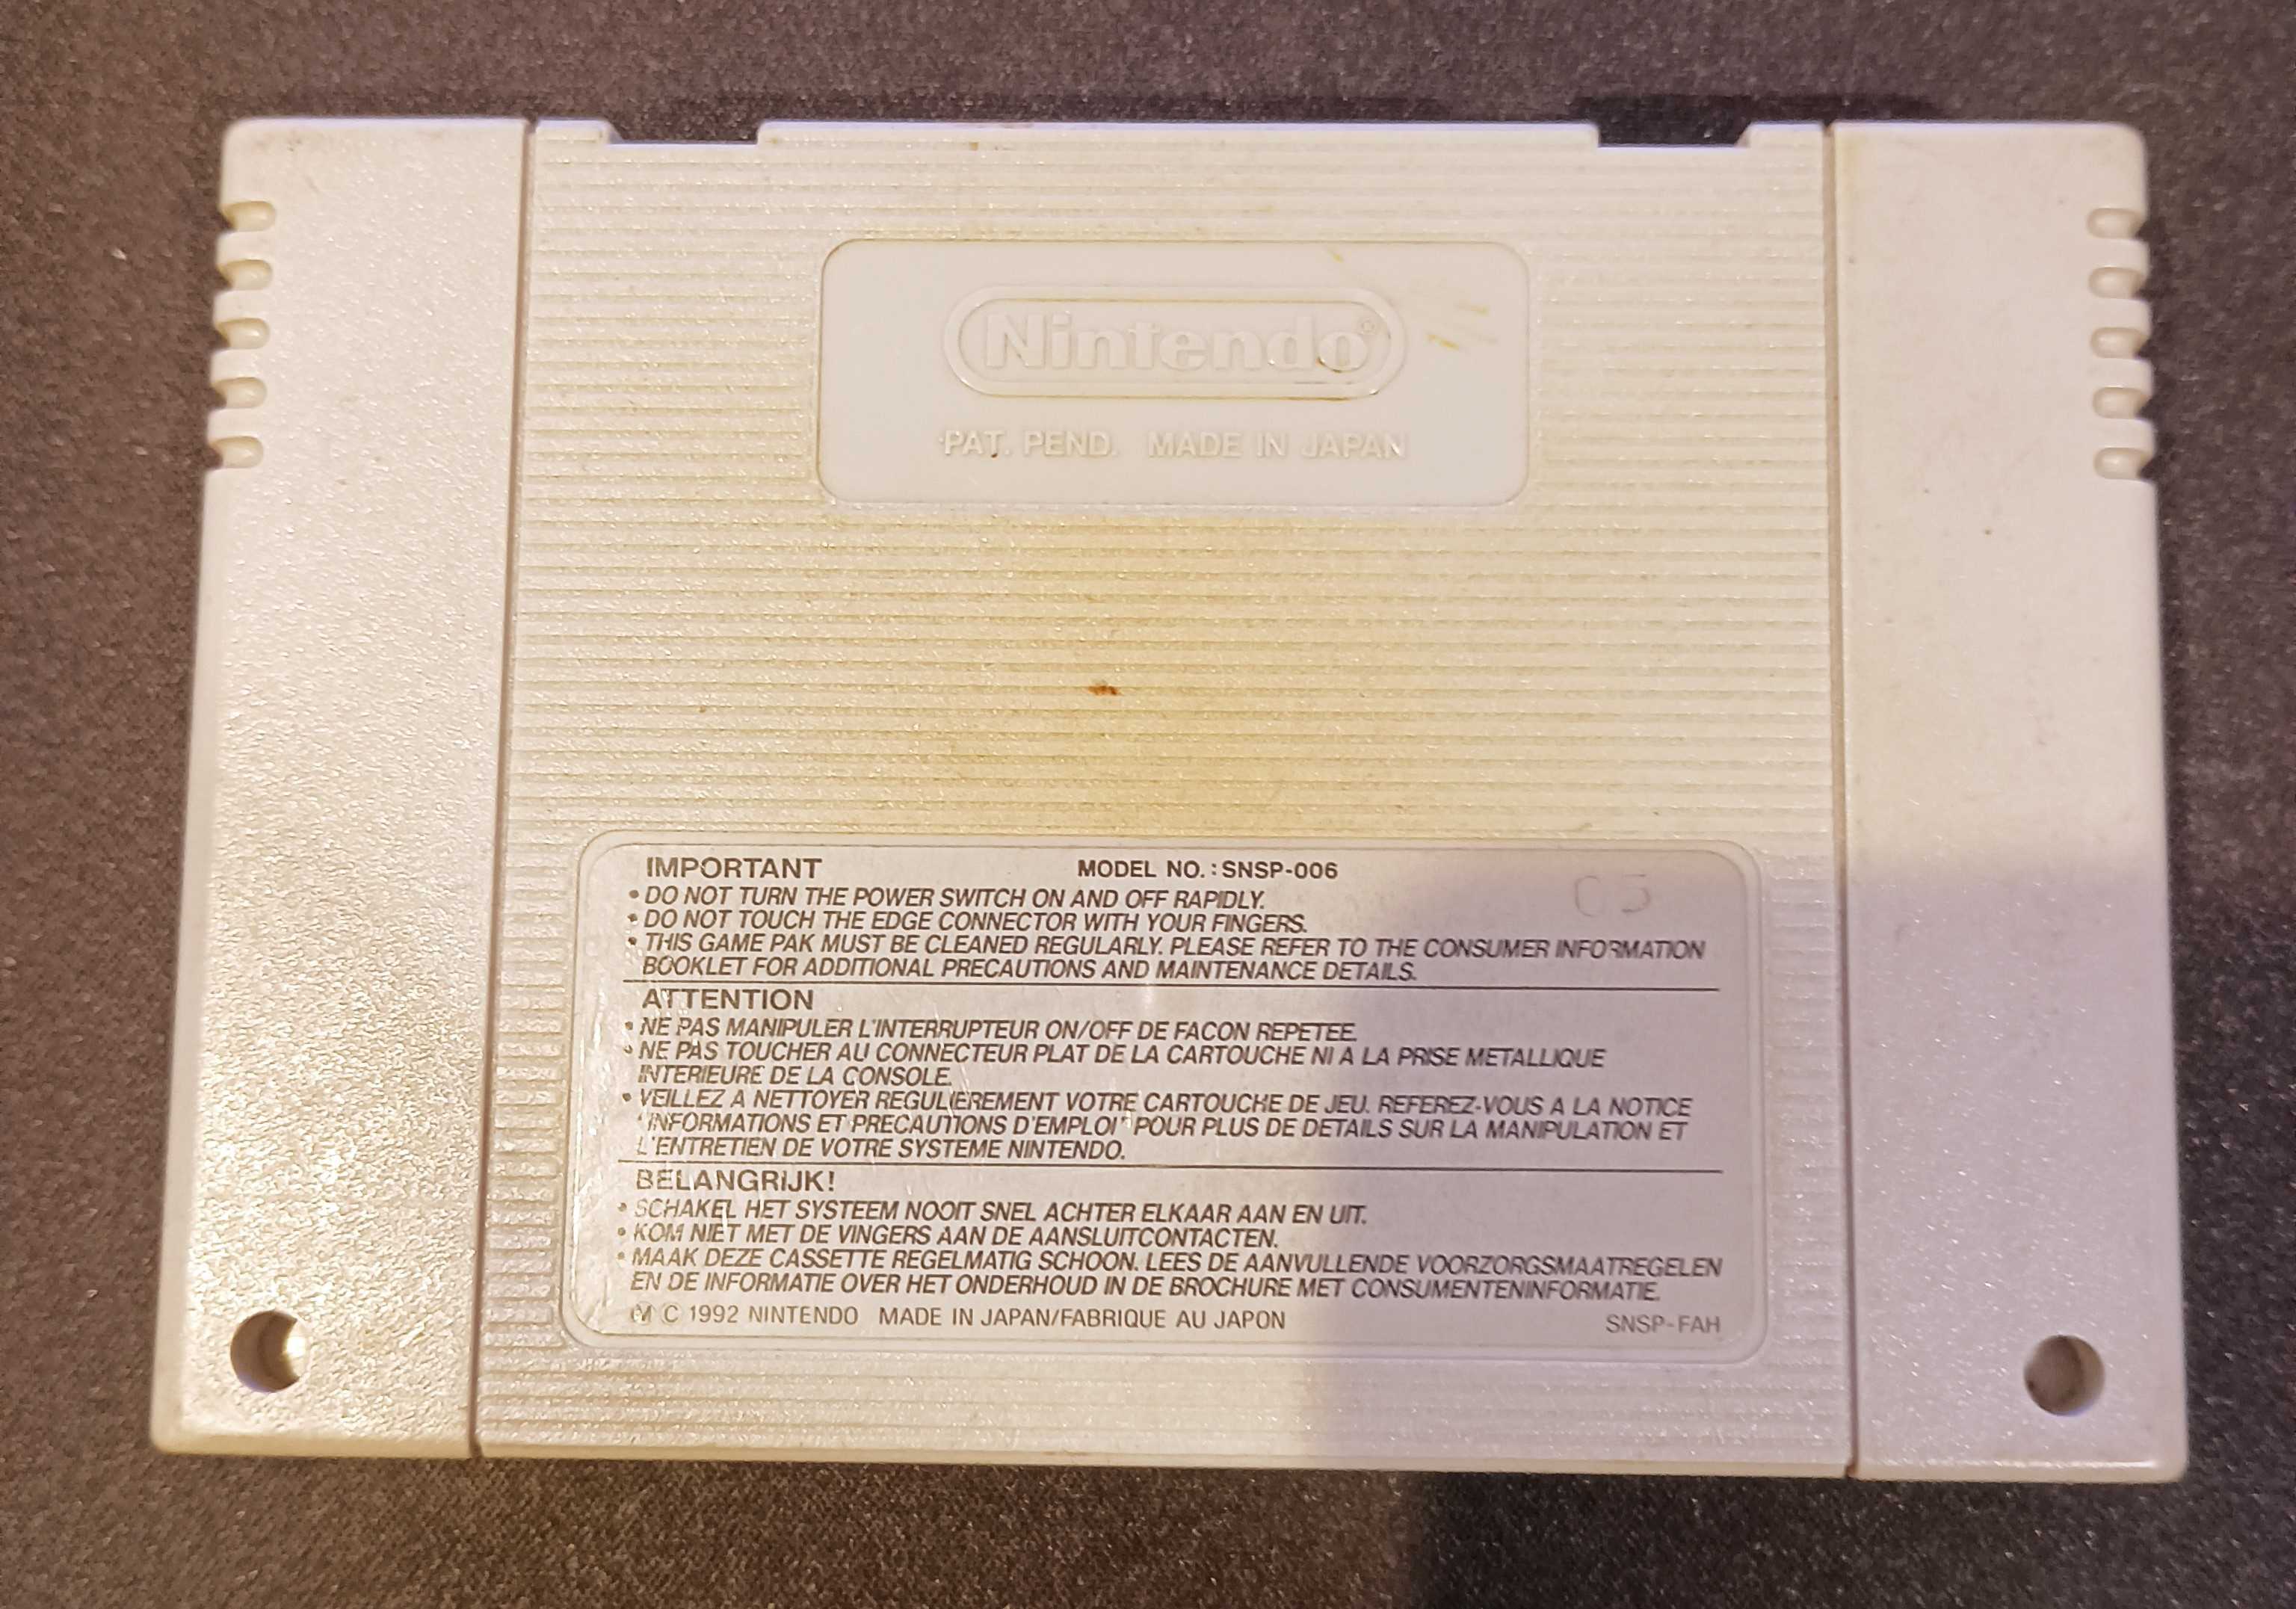 Nintendo®
PAT. PEND. MADE IN JAPAN
IMPORTANT MODEL NO.: SNSP-006
• DO NOT TURN THE POWER SWITCH ON AND OFF RAPIDLY.
• DO NOT TOUCH THE EDGE CONNECTOR WITH YOUR FINGERS.
• THIS GAME PAK MUST BE CLEANED REGULARLY. PLEASE REFER TO THE CONSUMER INFORMATION
BOOKLET FOR ADDITIONAL PRECAUTIONS AND MAINTENANCE DETAILS.
ATTENTION
• NE PAS MANIPULER L'INTERRUPTEUR ON/OFF DE FACON REPETEE.
• NE PAS TOUCHER AU CONNECTEUR PLAT DE LA CARTOUCHE NI A LA PRISE METALLIQUE
INTERIEURE DE LA CONSOLE.
• VEILLEZ A NETTOYER REGULIEREMENT VOTRE CARTOUCHE DE JEU. REFEREZ-VOUS A LA NOTICE
"INFORMATIONS ET PRECAUTIONS D'EMPLOI" POUR PLUS DE DETAILS SUR LA MANIPULATION ET
L'ENTRETIEN DE VOTRE SYSTEME NINTENDO.
BELANGRIJK!
• SCHAKEL HET SYSTEEM NOOIT SNEL ACHTER ELKAAR AAN EN UIT.
• KOM NIET MET DE VINGERS AAN DE AANSLUITCONTACTEN.
• MAAK DEZE CASSETTE REGELMATIG SCHOON. LEES DE AANVULLENDE VOORZORGSMAATREGELEN
EN DE INFORMATIE OVER HET ONDERHOUD IN DE BROCHURE MET CONSUMENTENINFORMATIE.
M C 1992 NINTENDO MADE IN JAPAN/FABRIQUE AU JAPON SNSP-FAH